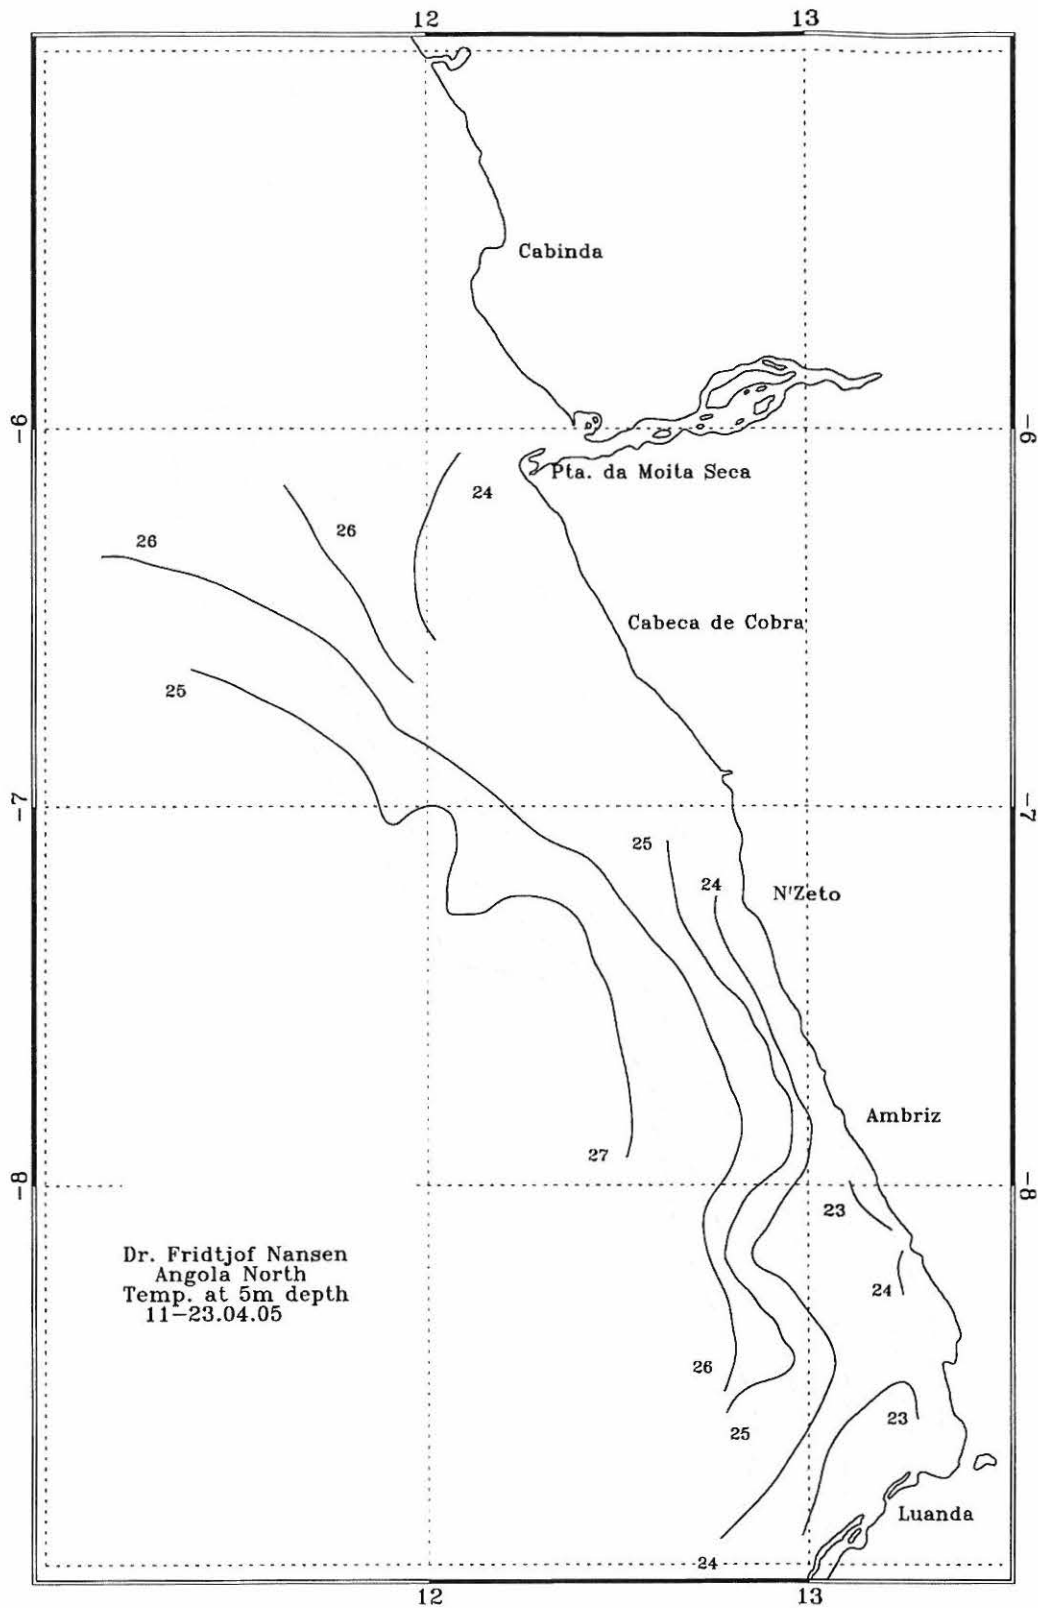 12 13
Cabinda
-6 -6
Pta. da Moita Seca
24
26
26
Cabeca de Cobra
25
-7 -7
25
24
N'Zeto
Ambriz
27
-8 -8
23
Dr. Fridtjof Nansen
Angola North
Temp. at 5m depth
11-23.04.05
24
26
23
25
Luanda
24
12 13